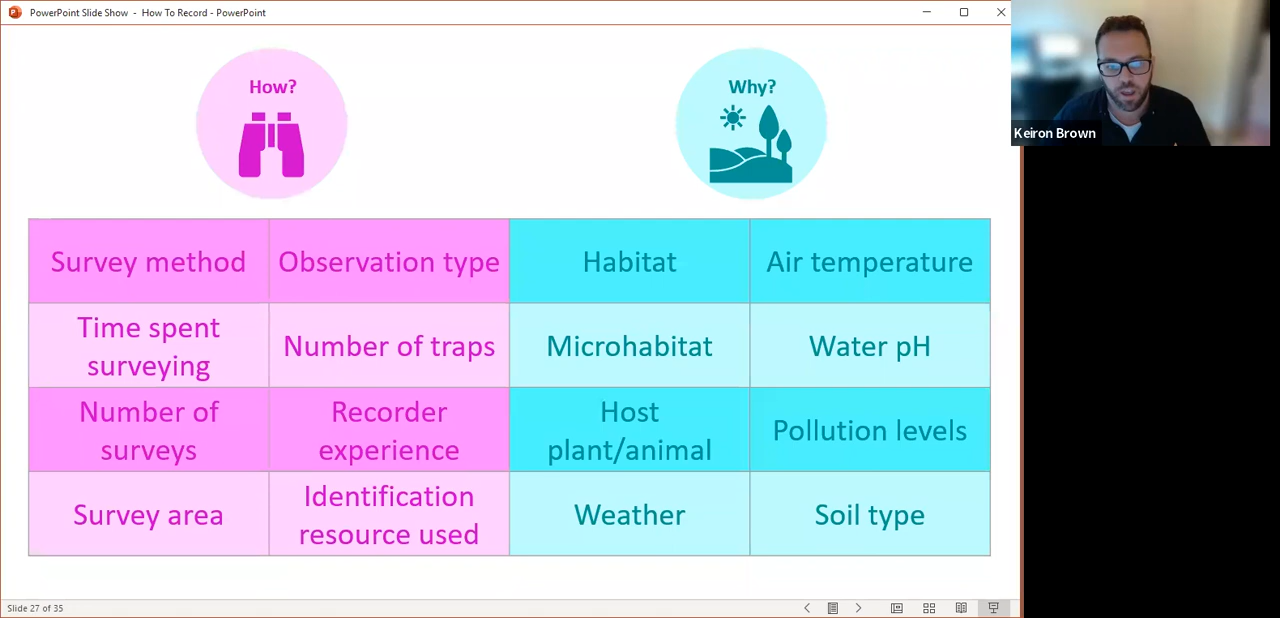 PowerPoint Slide Show - How To Record - PowerPoint
How?
Why?
Keiron Brown
Survey method
Observation type
Habitat
Air temperature
Time spent
surveying
Number of traps
Microhabitat
Water pH
Number of
surveys
Recorder
experience
Host
plant/animal
Pollution levels
Survey area
Identification
resource used
Weather
Soil type
Slide 27 of 35